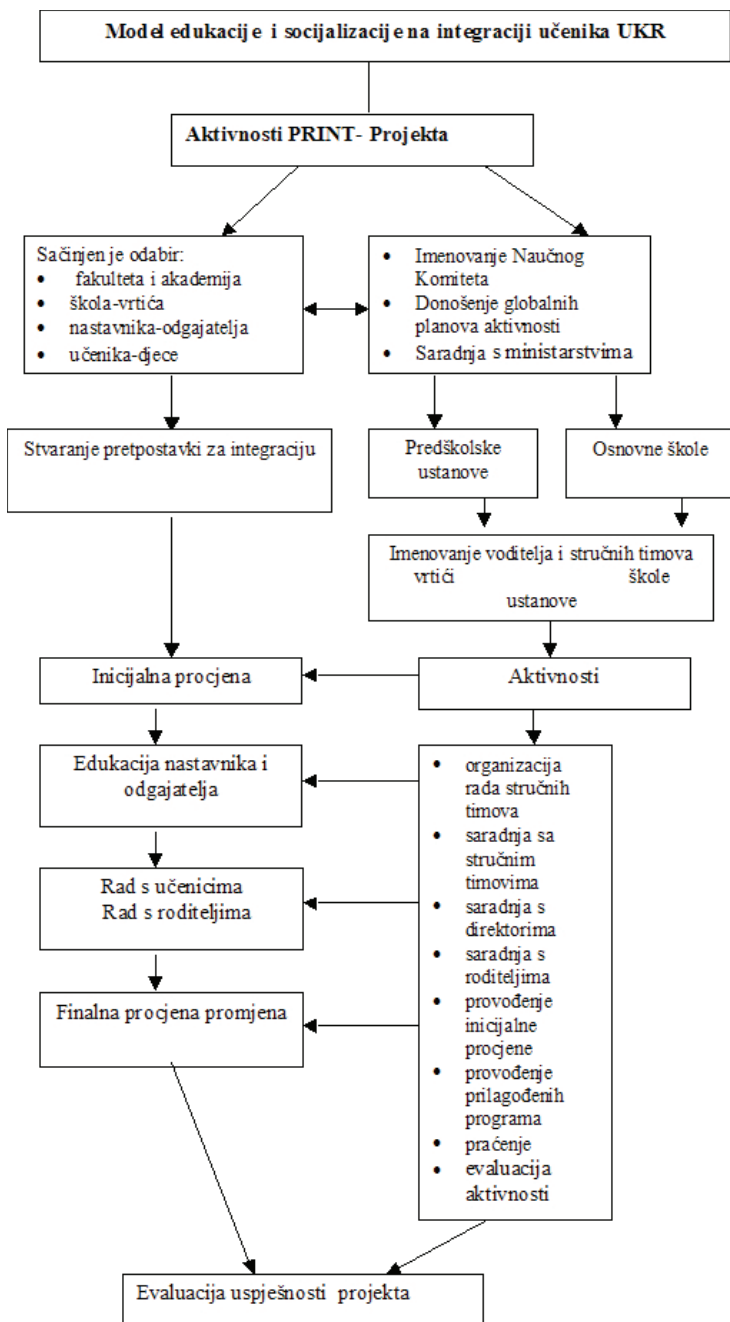 Model edukacije i socijalizacije na integraciji učenika UKR
Aktivnosti PRINT- Projekta
Sačinjen je odabir:
• fakulteta i akademija
• škola-vrtića
• nastavnika-odgajatelja
• učenika-djece
• Imenovanje Naučnog
Komiteta
• Donošenje globalnih
planova aktivnosti
• Saradnja s ministarstvima
Stvaranje pretpostavki za integraciju
Predškolske
ustanove
Osnovne škole
Imenovanje voditelja i stručnih timova
vrtići škole
ustanove
Inicijalna procjena
Aktivnosti
Edukacija nastavnika i
odgajatelja
Rad s učenicima
Rad s roditeljima
Finalna procjena promjena
• organizacija
rada stručnih
timova
• saradnja sa
stručnim
timovima
• saradnja s
direktorima
• saradnja s
roditeljima
• provođenje
inicijalne
procjene
• provođenje
prilagođenih
programa
• praćenje
• evaluacija
aktivnosti
Evaluacija uspješnosti projekta